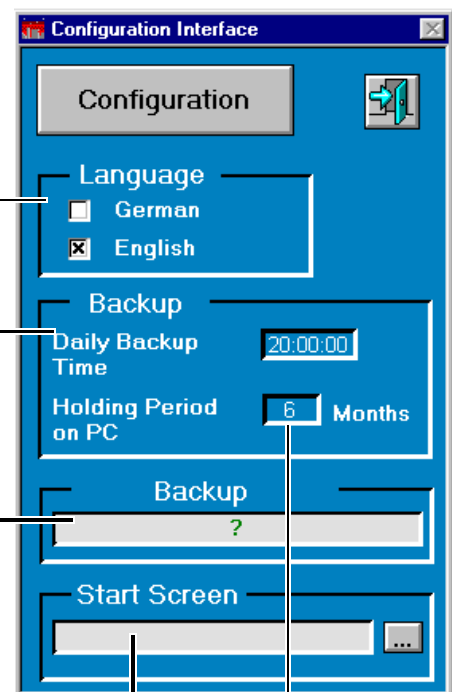 Configuration Interface
Configuration
Language
German
English
Backup
Daily Backup
Time
20:00:00
Holding Period
on PC
6
Months
Backup
?
Start Screen
...